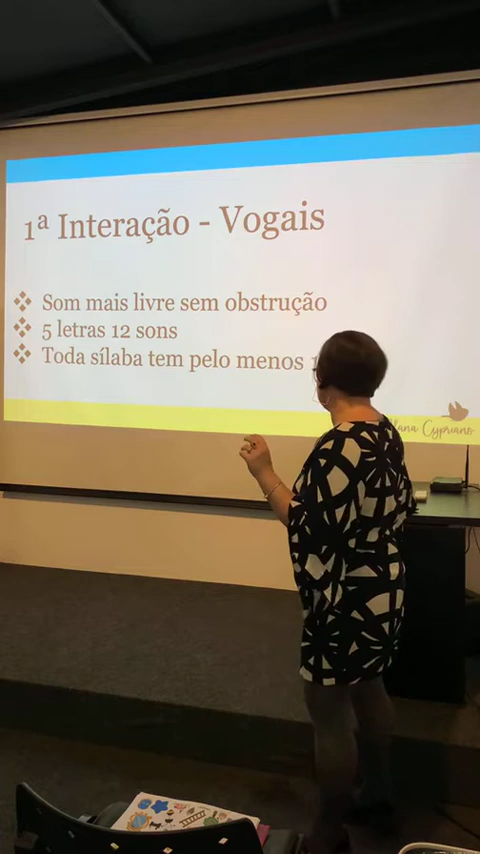 1ª Interação - Vogais
Som mais livre sem obstrução
5 letras 12 sons
Toda sílaba tem pelo menos
Cypriano